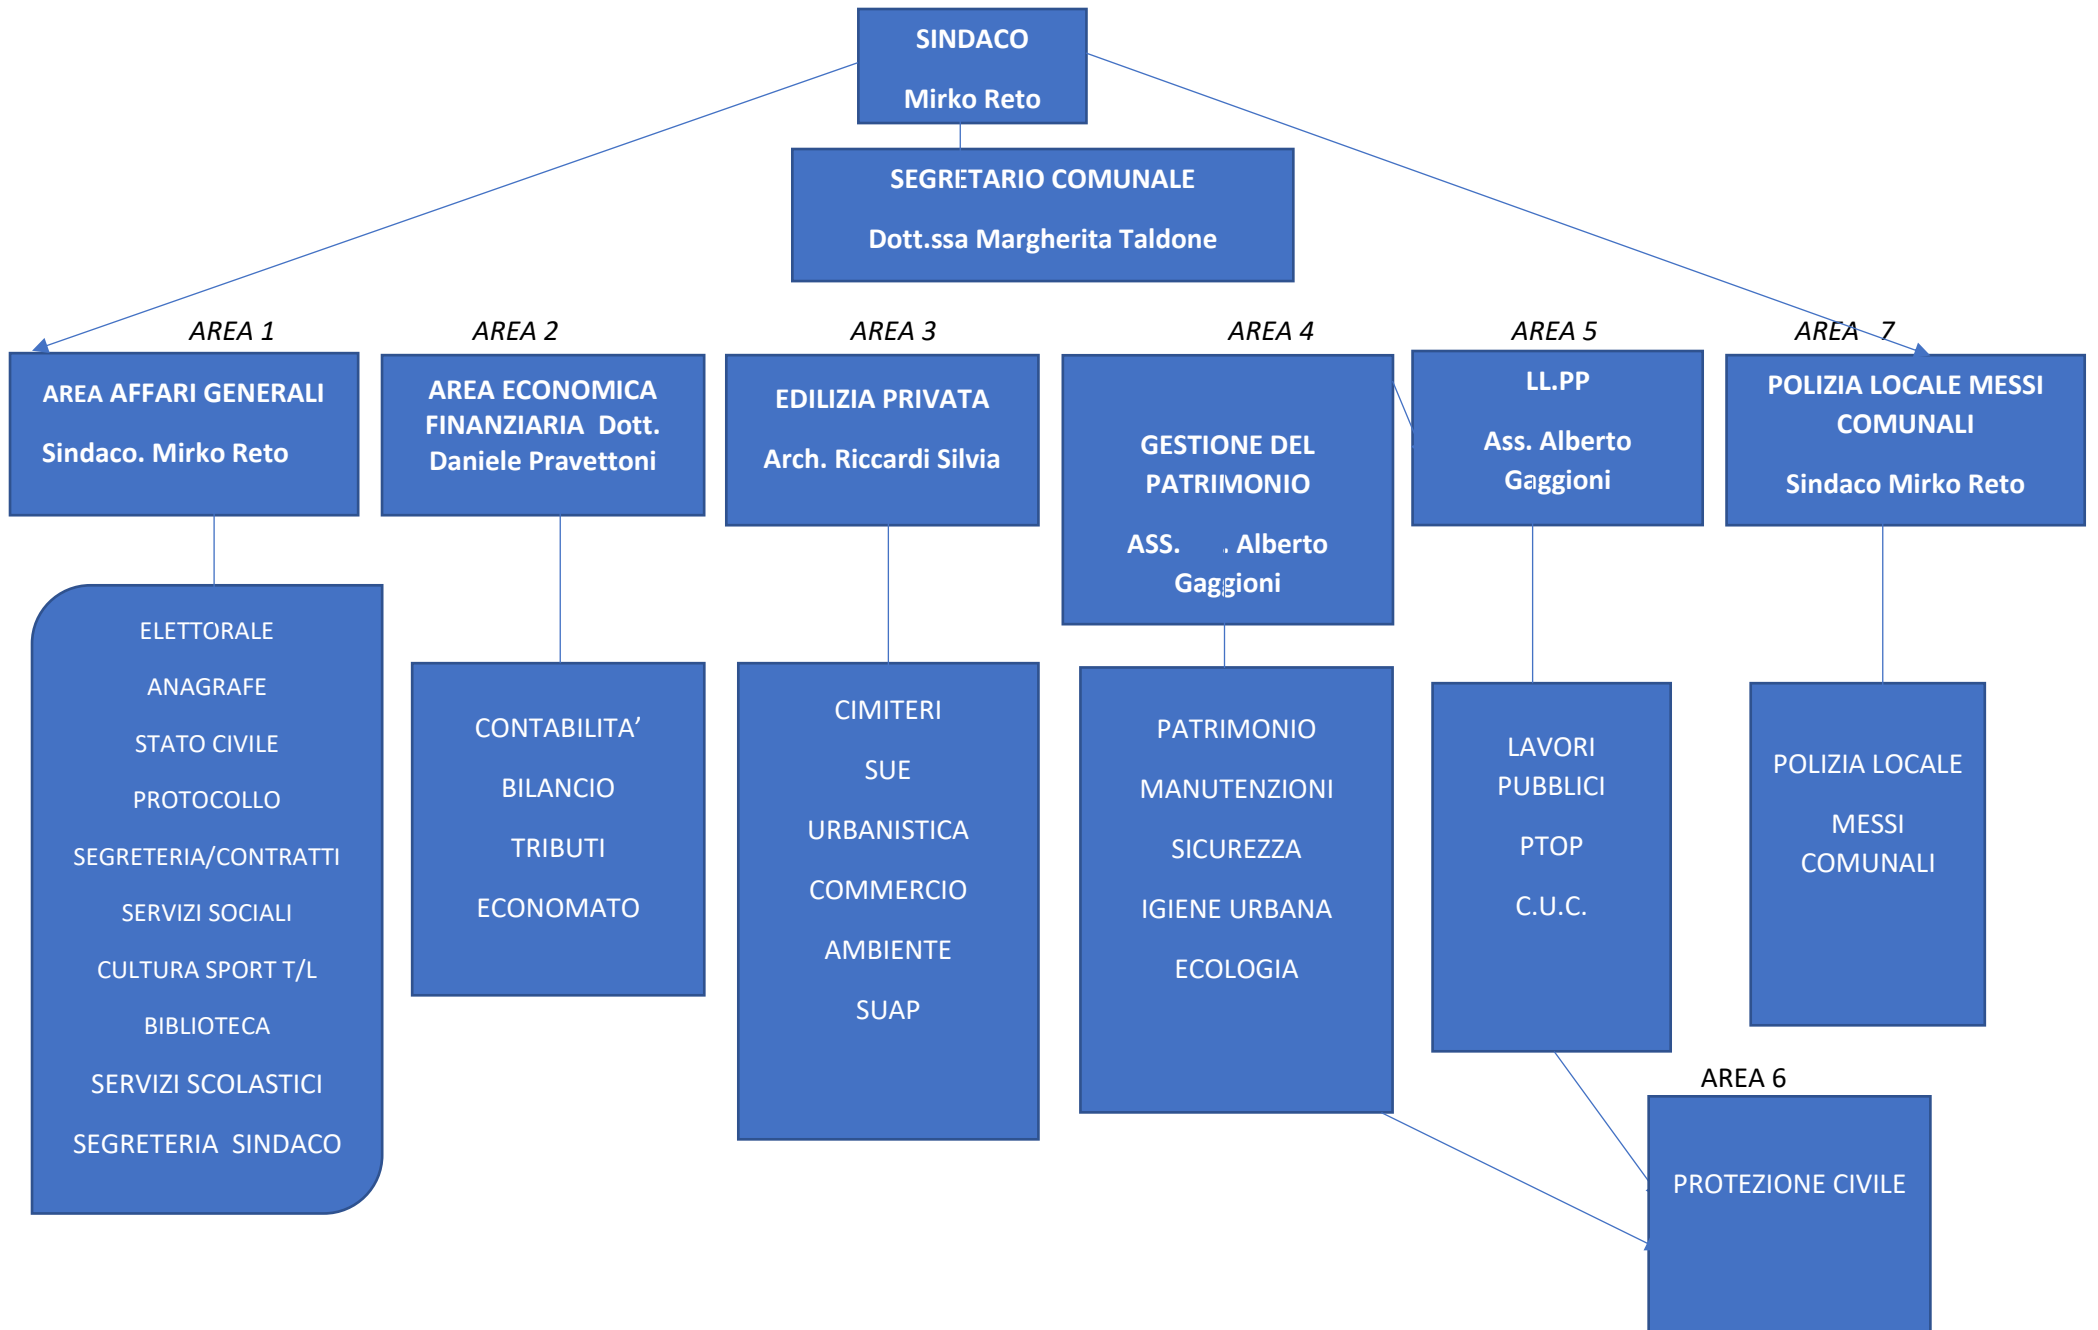 SINDACO
Mirko Reto
SEGRETARIO COMUNALE
Dott.ssa Margherita Taldone
AREA 1
AREA AFFARI GENERALI
Sindaco. Mirko Reto
ELETTORALE
ANAGRAFE
STATO CIVILE
PROTOCOLLO
SEGRETERIA/CONTRATTI
SERVIZI SOCIALI
CULTURA SPORT T/L
BIBLIOTECA
SERVIZI SCOLASTICI
SEGRETERIA SINDACO
AREA 2
AREA ECONOMICA
FINANZIARIA Dott.
Daniele Pravettoni
CONTABILITA’
BILANCIO
TRIBUTI
ECONOMATO
AREA 3
EDILIZIA PRIVATA
Arch. Riccardi Silvia
CIMITERI
SUE
URBANISTICA
COMMERCIO
AMBIENTE
SUAP
AREA 4
GESTIONE DEL
PATRIMONIO
ASS. . Alberto
Gaggioni
PATRIMONIO
MANUTENZIONI
SICUREZZA
IGIENE URBANA
ECOLOGIA
AREA 5
LL.PP
Ass. Alberto
Gaggioni
LAVORI
PUBBLICI
PTOP
C.U.C.
AREA 7
POLIZIA LOCALE MESSI
COMUNALI
Sindaco Mirko Reto
POLIZIA LOCALE
MESSI
COMUNALI
AREA 6
PROTEZIONE CIVILE